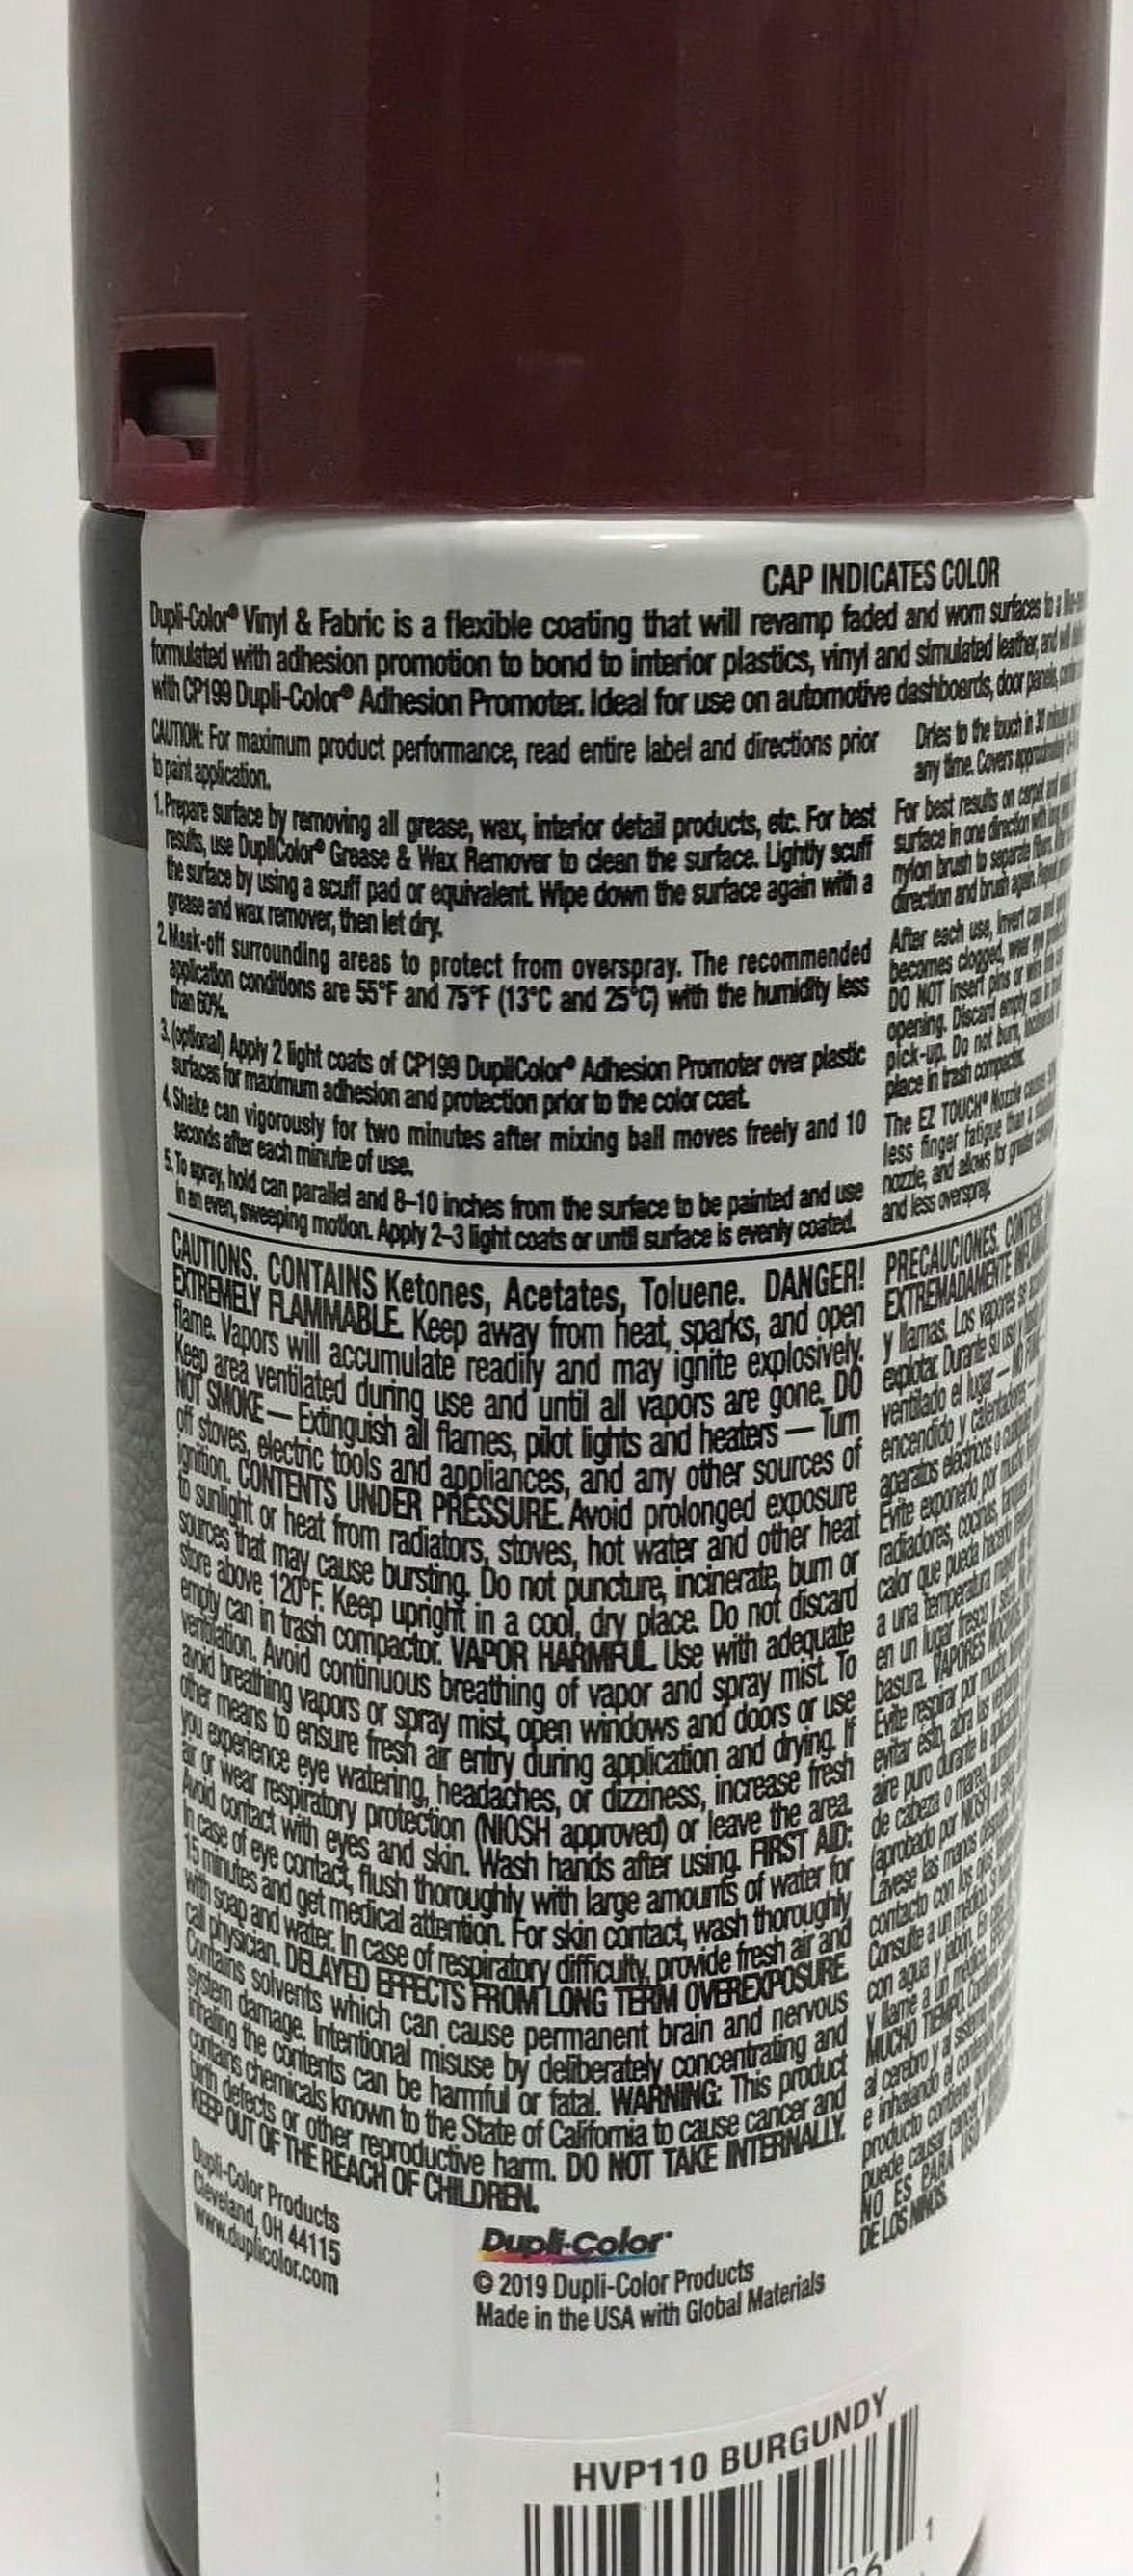 CAP INDICATES COLOR
Dupli-Color® Vinyl & Fabric is a flexible coating that will revamp faded and worn surfaces to a
formulated with adhesion promotion to bond to interior plastics, vinyl and simulated leather, and will
with CP199 Dupli-Color® Adhesion Promoter. Ideal for use on automotive dashboards, door panels,
CAUTION: For maximum product performance, read entire label and directions prior
to paint application.
1. Prepare surface by removing all grease, wax, interior detail products, etc. For best
results, use DupliColor® Grease & Wax Remover to clean the surface. Lightly scuff
the surface by using a scuff pad or equivalent. Wipe down the surface again with a
grease and wax remover, then let dry.
2. Mask-off surrounding areas to protect from overspray. The recommended
application conditions are 55°F and 75°F (13°C and 25°C) with the humidity less
than 60%.
3. (optional) Apply 2 light coats of CP199 DupliColor® Adhesion Promoter over plastic
surfaces for maximum adhesion and protection prior to the color coat.
4. Shake can vigorously for two minutes after mixing ball moves freely and 10
seconds after each minute of use.
5. To spray, hold can parallel and 8–10 inches from the surface to be painted and use
in an even, sweeping motion. Apply 2–3 light coats or until surface is evenly coated.
Dries to the touch in 30 minutes
any time. Covers approximately
For best results on carpet and
surface in one direction with
nylon brush to separate fibers.
direction and brush again. Repeat
After each use, invert can and
becomes clogged, wear eye
DO NOT insert pins or wire into
opening. Discard empty can in
pick-up. Do not burn, incinerate
place in trash compactor.
The EZ TOUCH® Nozzle causes
less finger fatigue than a
nozzle, and allows for greater
and less overspray.
CAUTIONS. CONTAINS Ketones, Acetates, Toluene. DANGER!
EXTREMELY FLAMMABLE. Keep away from heat, sparks, and open
flame. Vapors will accumulate readily and may ignite explosively.
Keep area ventilated during use and until all vapors are gone. DO
NOT SMOKE — Extinguish all flames, pilot lights and heaters — Turn
off stoves, electric tools and appliances, and any other sources of
ignition. CONTENTS UNDER PRESSURE. Avoid prolonged exposure
to sunlight or heat from radiators, stoves, hot water and other heat
sources that may cause bursting. Do not puncture, incinerate, burn or
store above 120°F. Keep upright in a cool, dry place. Do not discard
empty can in trash compactor. VAPOR HARMFUL. Use with adequate
ventilation. Avoid continuous breathing of vapor and spray mist. To
avoid breathing vapors or spray mist, open windows and doors or use
other means to ensure fresh air entry during application and drying. If
you experience eye watering, headaches, or dizziness, increase fresh
air or wear respiratory protection (NIOSH approved) or leave the area.
Avoid contact with eyes and skin. Wash hands after using. FIRST AID:
In case of eye contact, flush thoroughly with large amounts of water for
15 minutes and get medical attention. For skin contact, wash thoroughly
with soap and water. In case of respiratory difficulty, provide fresh air and
call physician. DELAYED EFFECTS FROM LONG TERM OVEREXPOSURE.
Contains solvents which can cause permanent brain and nervous
system damage. Intentional misuse by deliberately concentrating and
inhaling the contents can be harmful or fatal. WARNING: This product
contains chemicals known to the State of California to cause cancer and
birth defects or other reproductive harm. DO NOT TAKE INTERNALLY.
KEEP OUT OF THE REACH OF CHILDREN.
PRECAUCIONES. CONTIENE
EXTREMADAMENTE
y llamas. Los vapores se
explotar. Durante su uso y
ventilado el lugar —
encendido y calentadores —
aparatos eléctricos o cualquier
Evite exponerlo por mucho
radiadores, cocinas,
calor que pueda hacerlo
a una temperatura mayor
en un lugar fresco y seco.
basura. VAPORES NOCIVOS.
Evite respirar por mucho
evitar ésto, abra las ventanas
aire puro durante la aplicación
de cabeza o mareo,
(aprobado por NIOSH) o
Lávese las manos después
contacto con los ojos
Consulte a un médico. Si
con agua y jabón. En caso
y llame a un médico.
MUCHO TIEMPO. Contiene
al cerebro y al sistema
e inhalando el contenido
producto contiene
puede causar cancer
NO ES PARA USO
DE LOS NIÑOS.
Dupli-Color Products
Cleveland, OH 44115
www.duplicolor.com
Dupli-Color®
© 2019 Dupli-Color Products
Made in the USA with Global Materials
HVP110 BURGUNDY
1